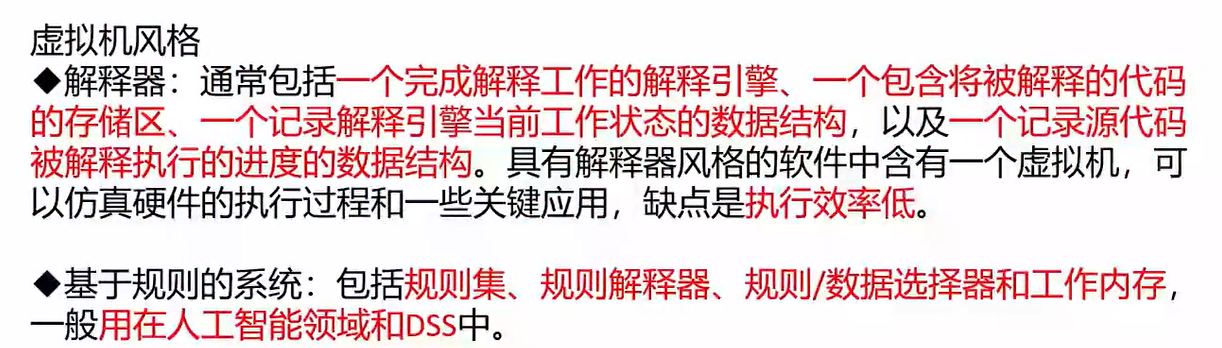 虚拟机风格
◆解释器：通常包括一个完成解释工作的解释引擎、一个包含将被解释的代码
的存储区、一个记录解释引擎当前工作状态的数据结构，以及一个记录源代码
被解释执行的进度的数据结构。具有解释器风格的软件中含有一个虚拟机，可
以仿真硬件的执行过程和一些关键应用，缺点是执行效率低。
◆基于规则的系统：包括规则集、规则解释器、规则/数据选择器和工作内存，
一般用在人工智能领域和DSS中。